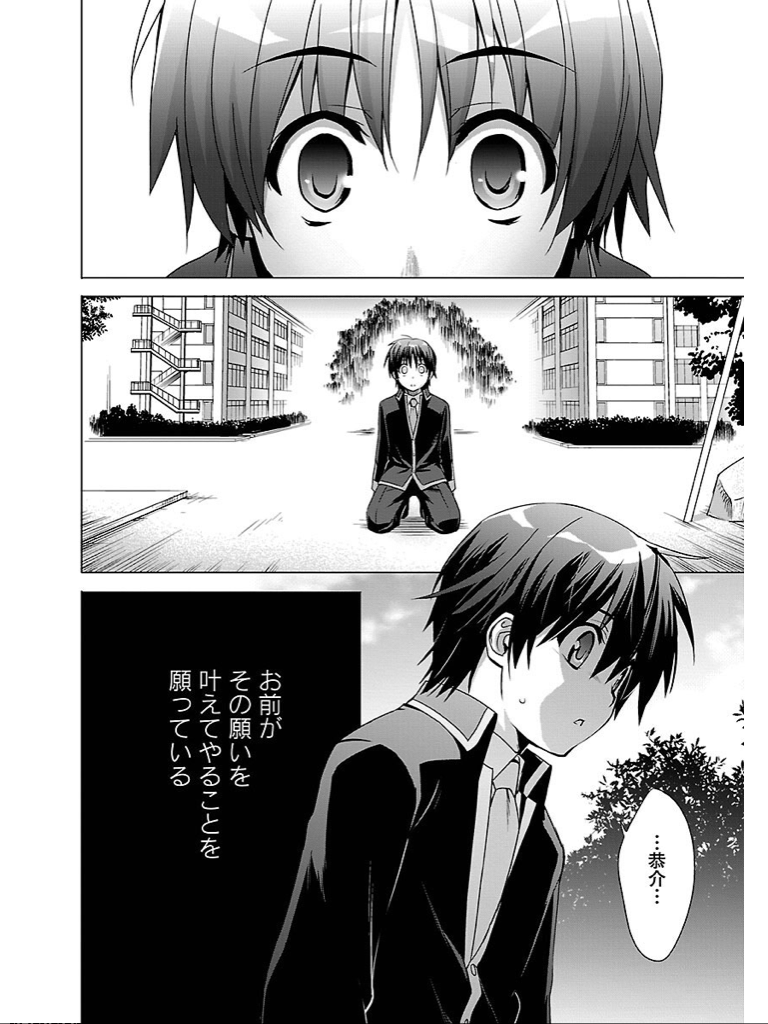 …恭介…
お前が
その願いを
叶えてやることを
願っている